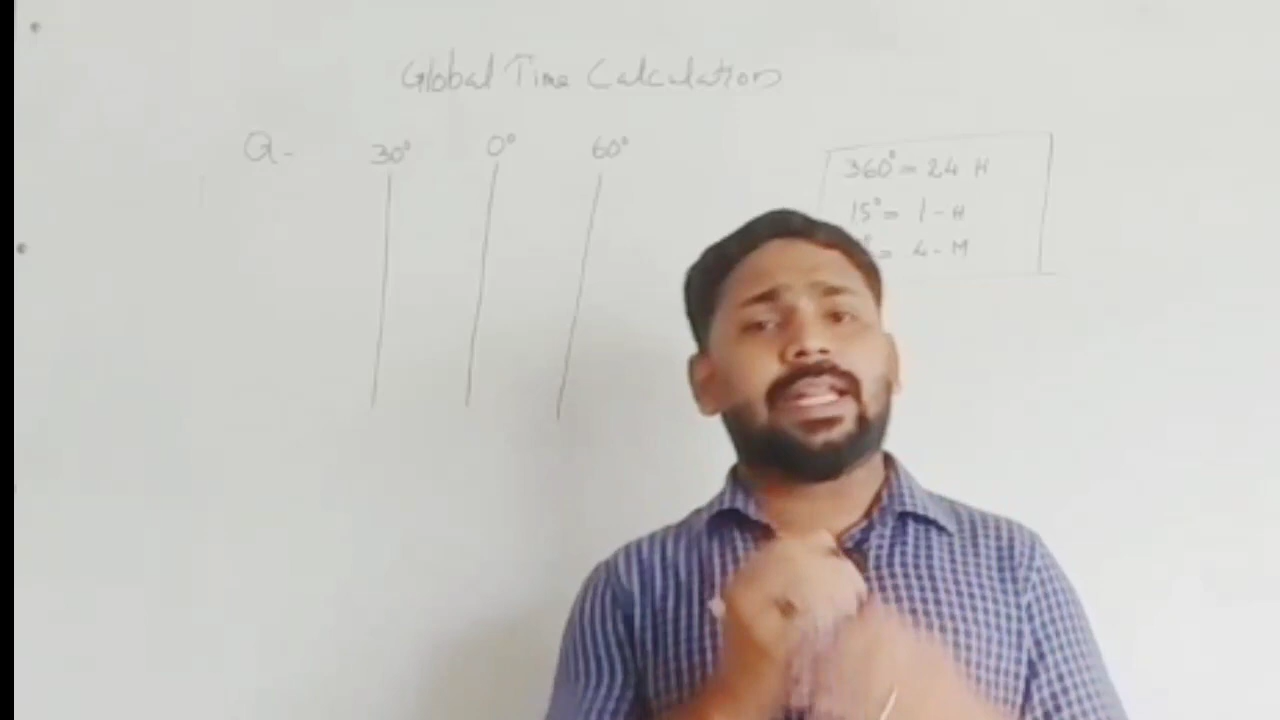 Global Time Calculation
Q- 30° 0° 60°
360° = 24 H
15° = 1 - H
° = 4 - M